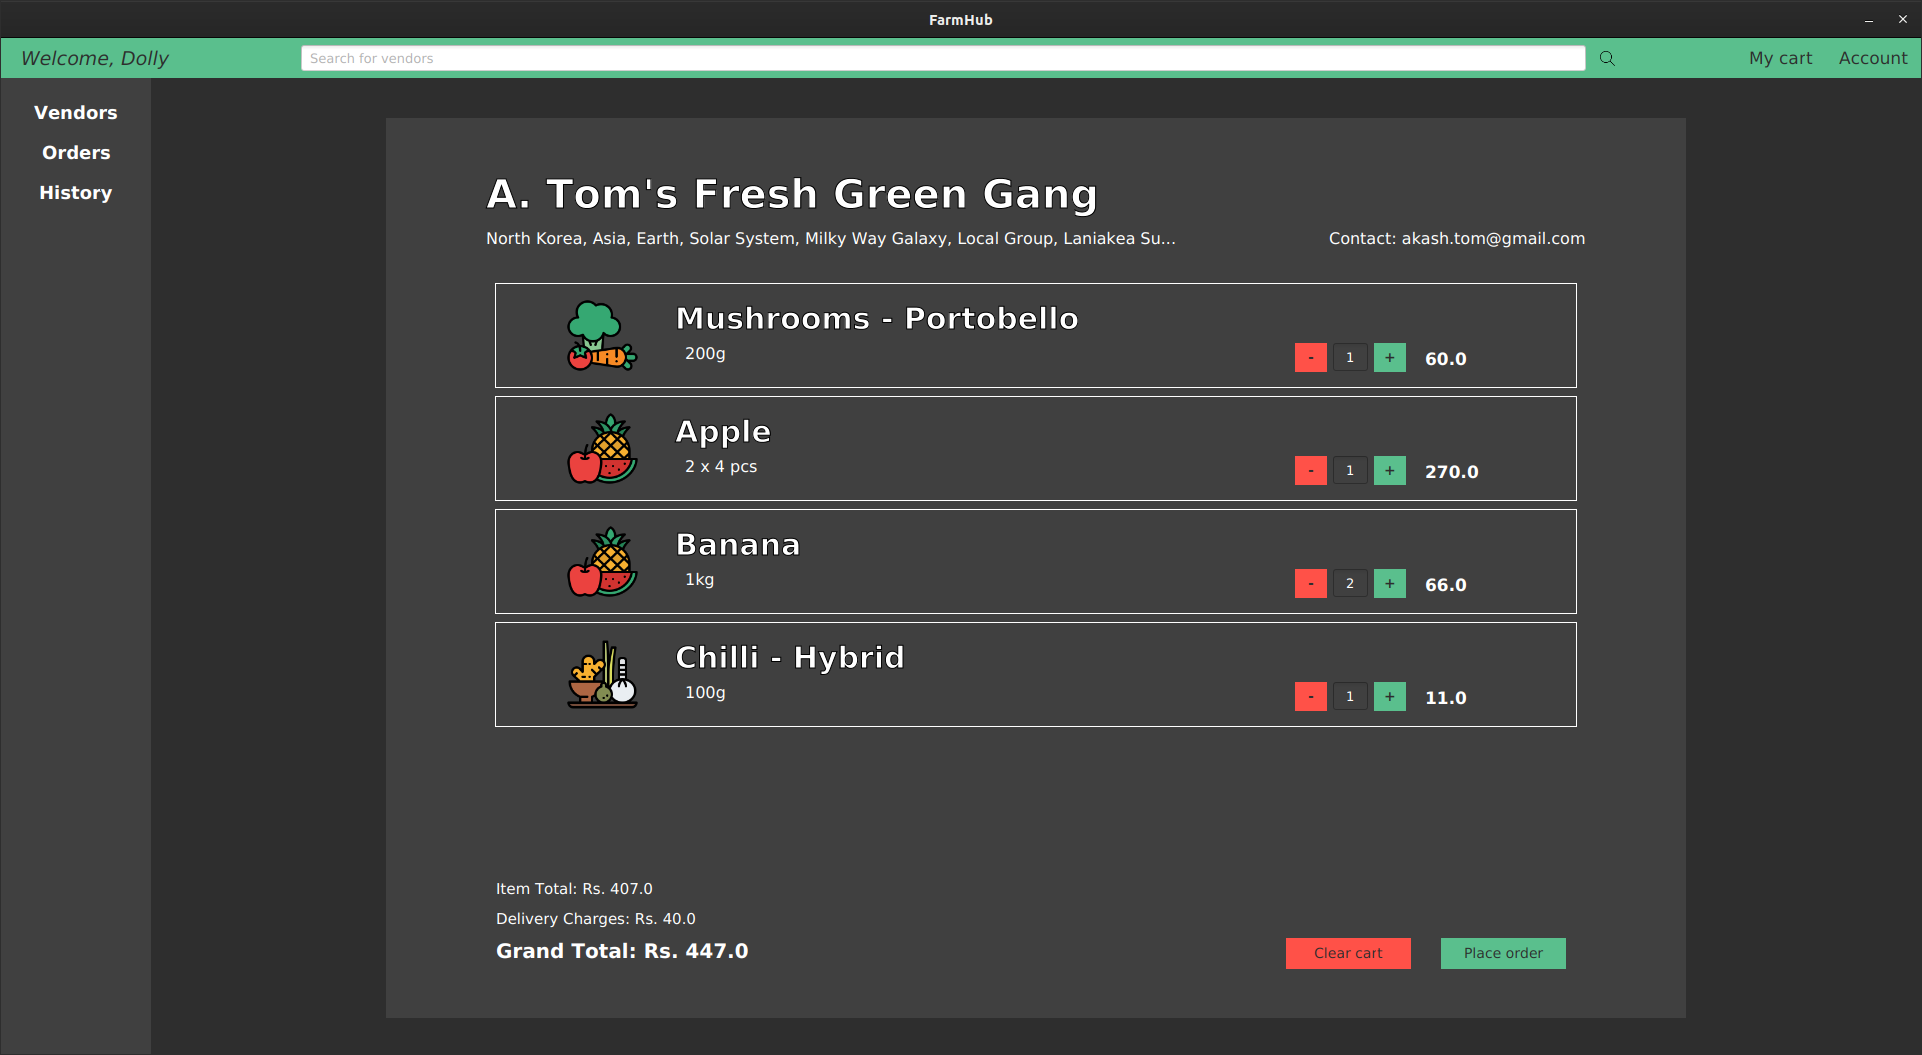 FarmHub
Welcome, Dolly
Search for vendors
My cart
Account
Vendors
Orders
History
A. Tom's Fresh Green Gang
North Korea, Asia, Earth, Solar System, Milky Way Galaxy, Local Group, Laniakea Su...
Contact: akash.tom@gmail.com
Mushrooms - Portobello
200g
- 1 + 60.0
Apple
2 x 4 pcs
- 1 + 270.0
Banana
1kg
- 2 + 66.0
Chilli - Hybrid
100g
- 1 + 11.0
Item Total: Rs. 407.0
Delivery Charges: Rs. 40.0
Grand Total: Rs. 447.0
Clear cart
Place order